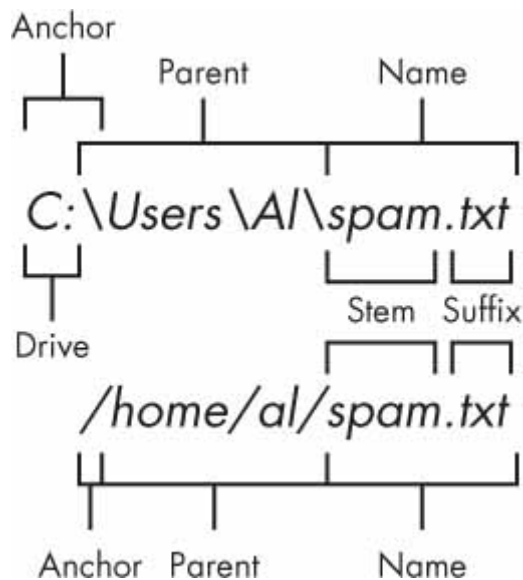 Anchor
Parent Name
C:\Users\Al\spam.txt
Stem Suffix
Drive
/home/al/spam.txt
Anchor Parent Name